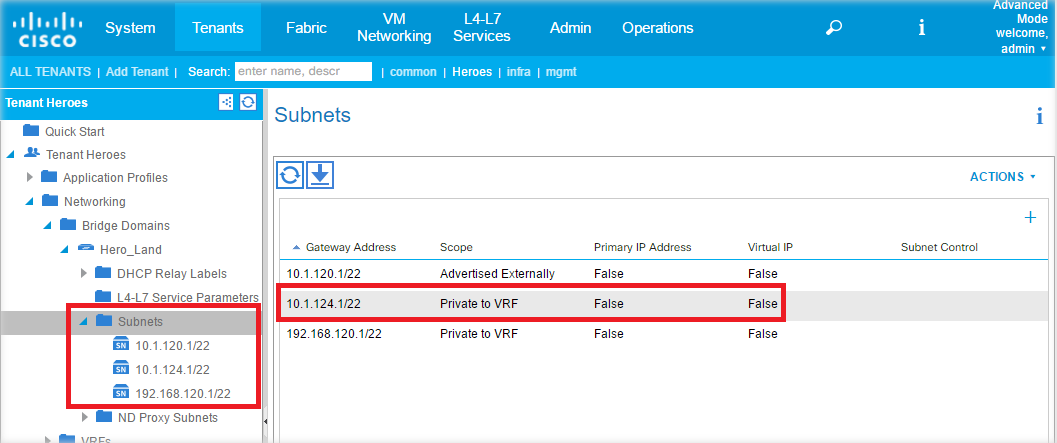 CISCO
System
Tenants
Fabric
VM
Networking
L4-L7
Services
Admin
Operations
i
Advanced
Mode
welcome,
admin
ALL TENANTS | Add Tenant | Search: enter name, descr | common | Heroes | infra | mgmt
Tenant Heroes
Quick Start
Tenant Heroes
Application Profiles
Networking
Bridge Domains
Hero_Land
DHCP Relay Labels
L4-L7 Service Parameters
Subnets
SN 10.1.120.1/22
SN 10.1.124.1/22
SN 192.168.120.1/22
ND Proxy Subnets
VRFs
Subnets
i
ACTIONS
+
Gateway Address Scope Primary IP Address Virtual IP Subnet Control
10.1.120.1/22 Advertised Externally False False
10.1.124.1/22 Private to VRF False False
192.168.120.1/22 Private to VRF False False